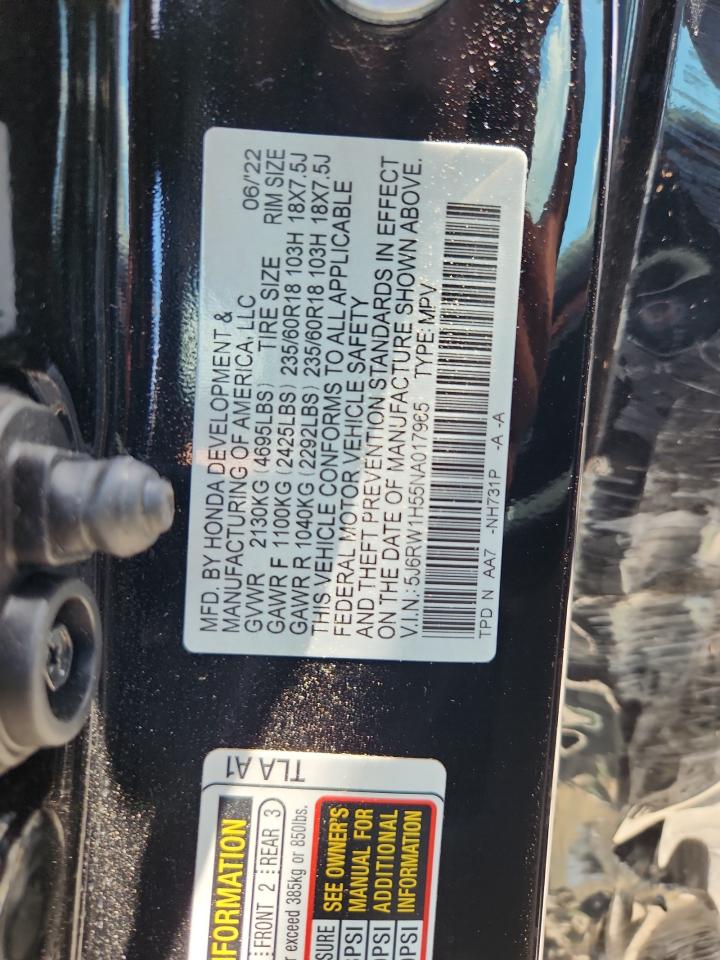 MFD. BY HONDA DEVELOPMENT &
MANUFACTURING OF AMERICA, LLC 06/'22
GVWR 2130KG (4695LBS) TIRE SIZE RIM SIZE
GAWR F 1100KG (2425LBS) 235/60R18 103H 18X7.5J
GAWR R 1040KG (2292LBS) 235/60R18 103H 18X7.5J
THIS VEHICLE CONFORMS TO ALL APPLICABLE
FEDERAL MOTOR VEHICLE SAFETY
AND THEFT PREVENTION STANDARDS IN EFFECT
ON THE DATE OF MANUFACTURE SHOWN ABOVE.
V.I.N.: 5J6RW1H55NA017965 TYPE: MPV
TPD N AA7 -NH731P -A -A
TLA A1
FORMATION
FRONT 2 REAR 3
exceed 385kg or 850lbs.
SEE OWNER'S
MANUAL FOR
ADDITIONAL
INFORMATION
SURE
PSI
PSI
PSI